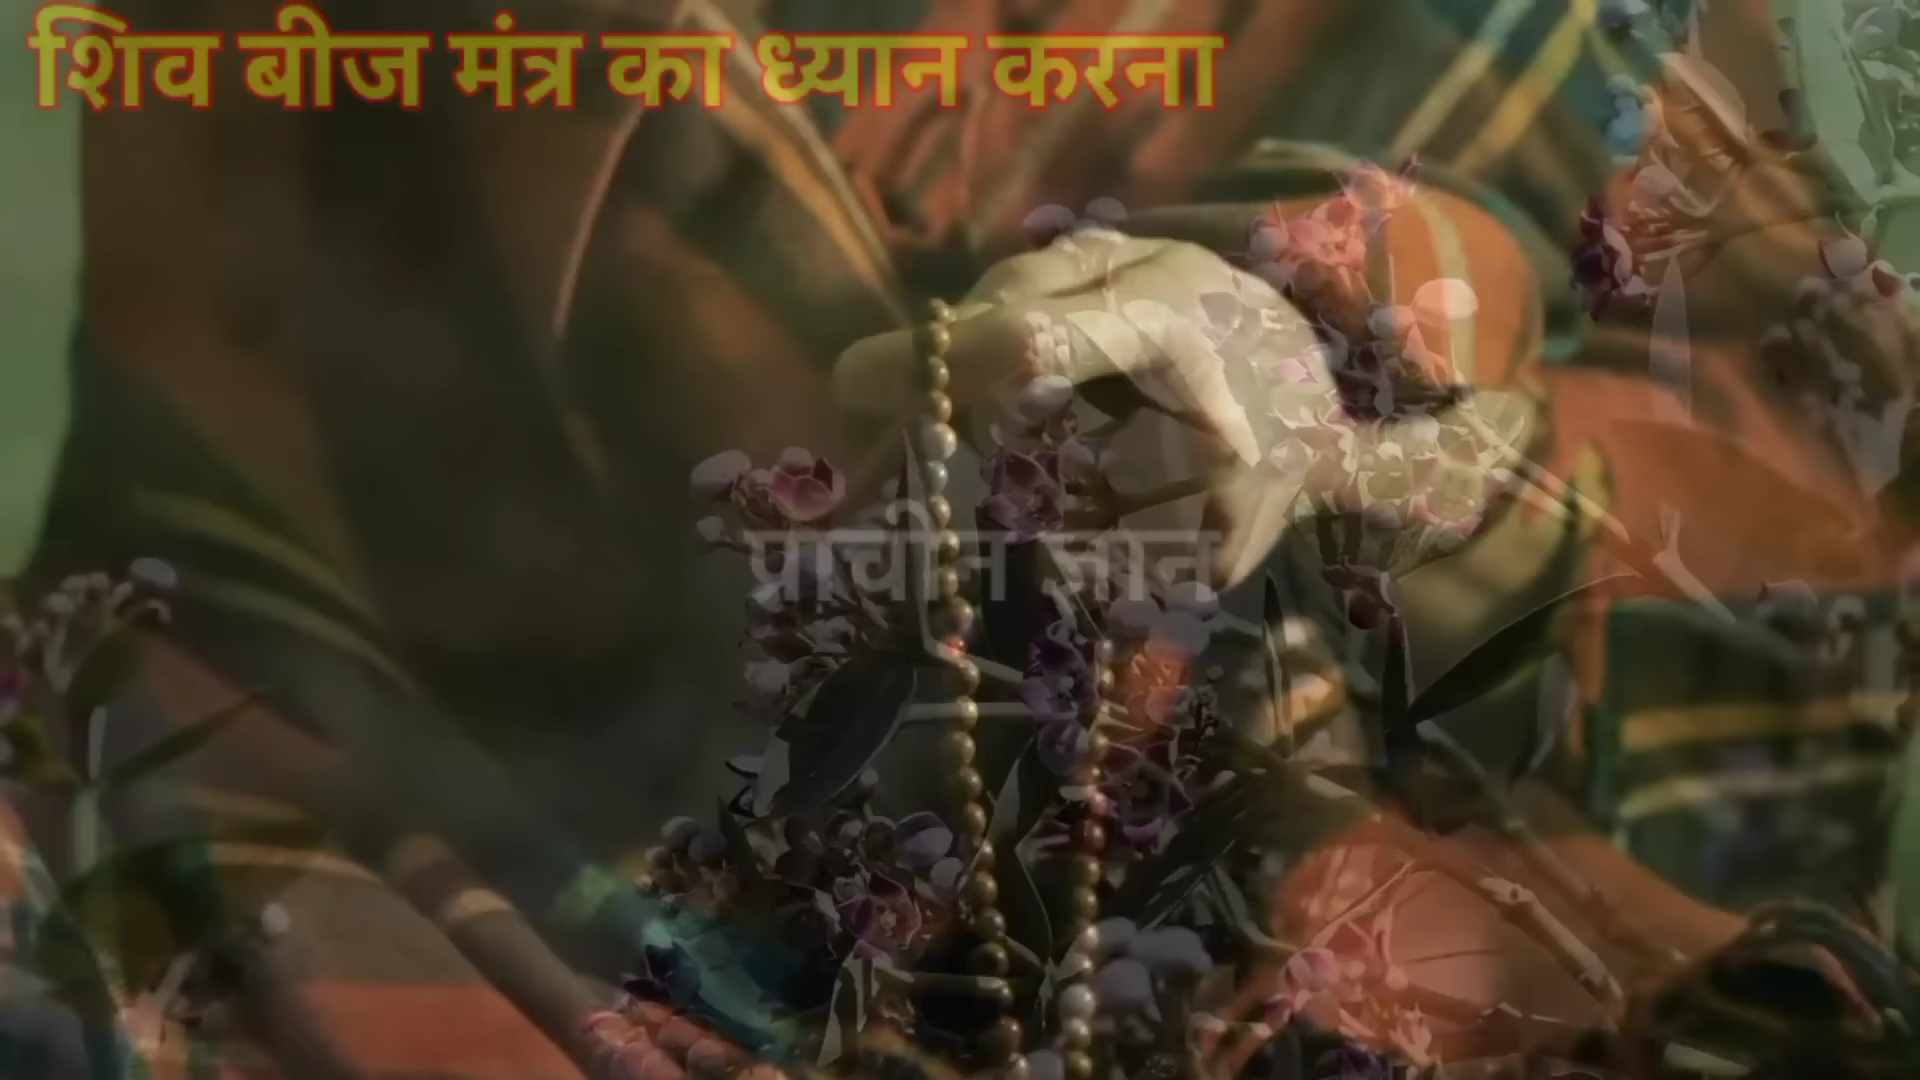 शिव बीज मंत्र का ध्यान करना
प्राचीन ज्ञान